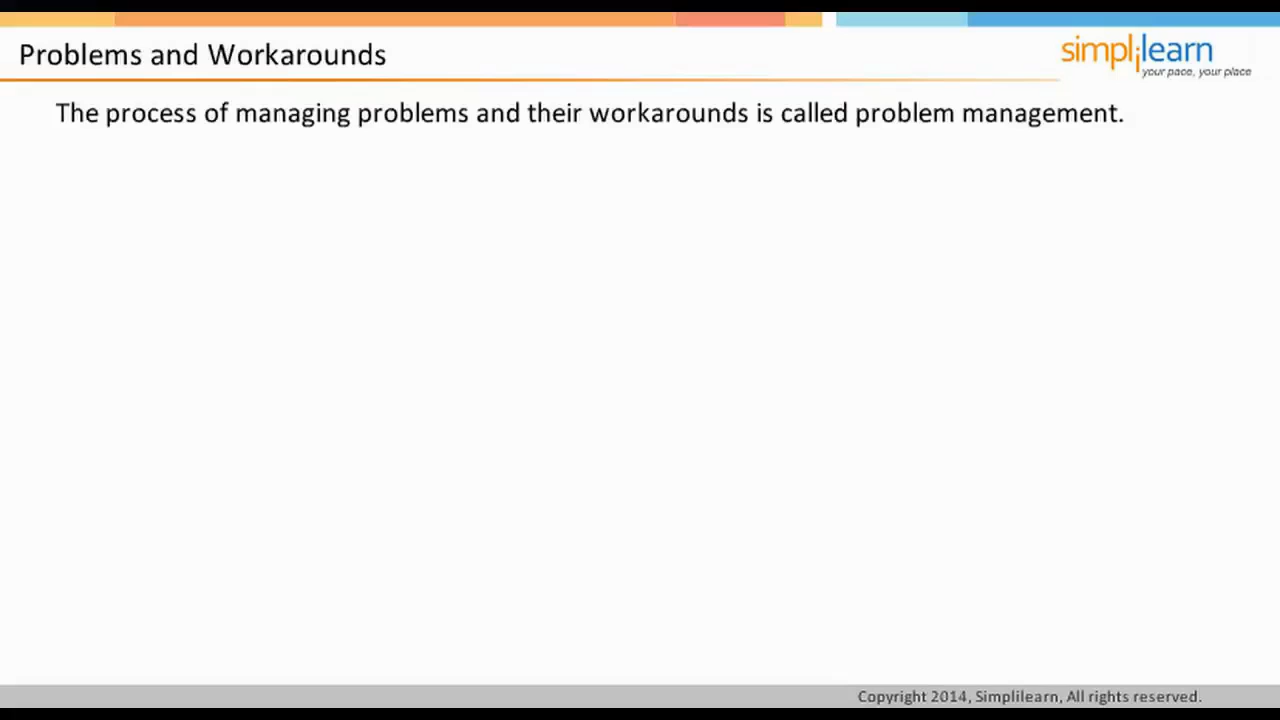 Problems and Workarounds
simplilearn
your pace, your place
The process of managing problems and their workarounds is called problem management.
Copyright 2014, Simplilearn, All rights reserved.